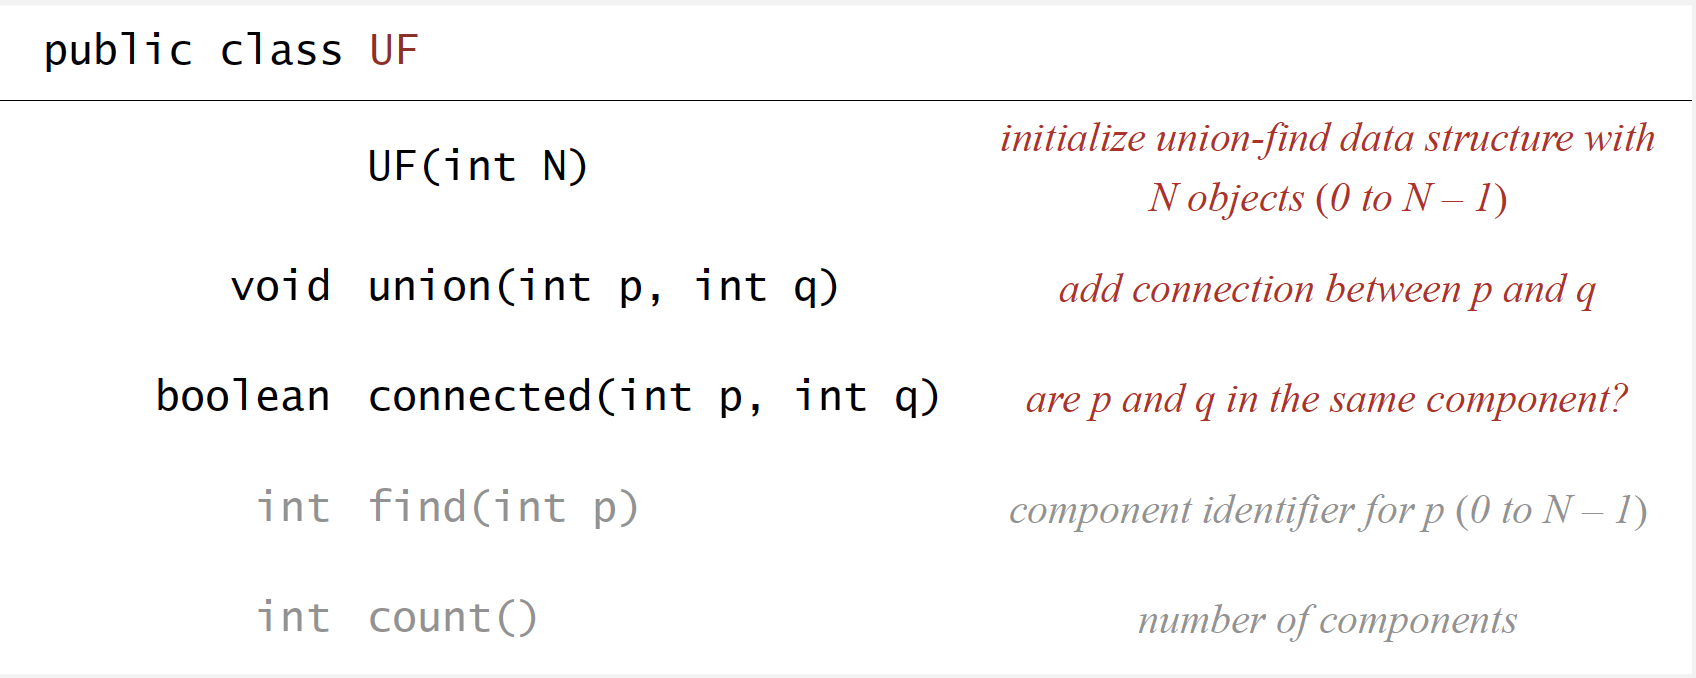 public class UF
UF(int N)
initialize union-find data structure with
N objects (0 to N – 1)
void union(int p, int q)
add connection between p and q
boolean connected(int p, int q)
are p and q in the same component?
int find(int p)
component identifier for p (0 to N – 1)
int count()
number of components